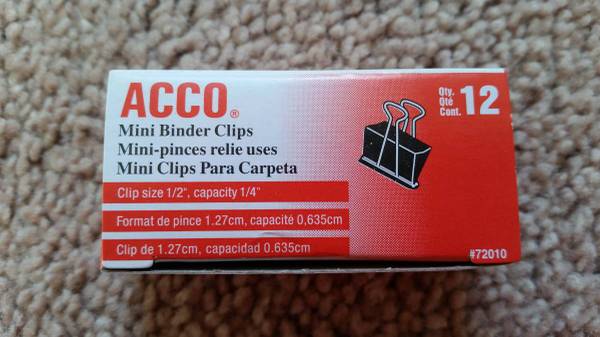 ACCO®
Mini Binder Clips
Mini-pinces relie uses
Mini Clips Para Carpeta
Clip size 1/2", capacity 1/4"
Format de pince 1.27cm, capacité 0,635cm
Clip de 1.27cm, capacidad 0.635cm
Qty.
Qté
Cont.
12
#72010